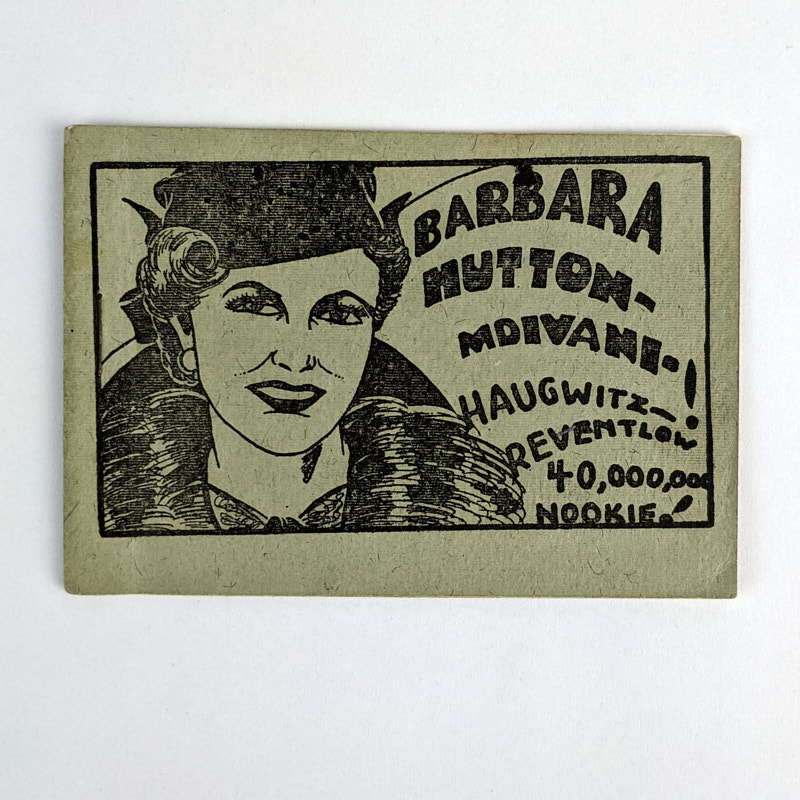 BARBARA
HUTTON-
MDIVANI-!
HAUGWITZ-
REVENTLOW
40,000,000
NOOKIE!